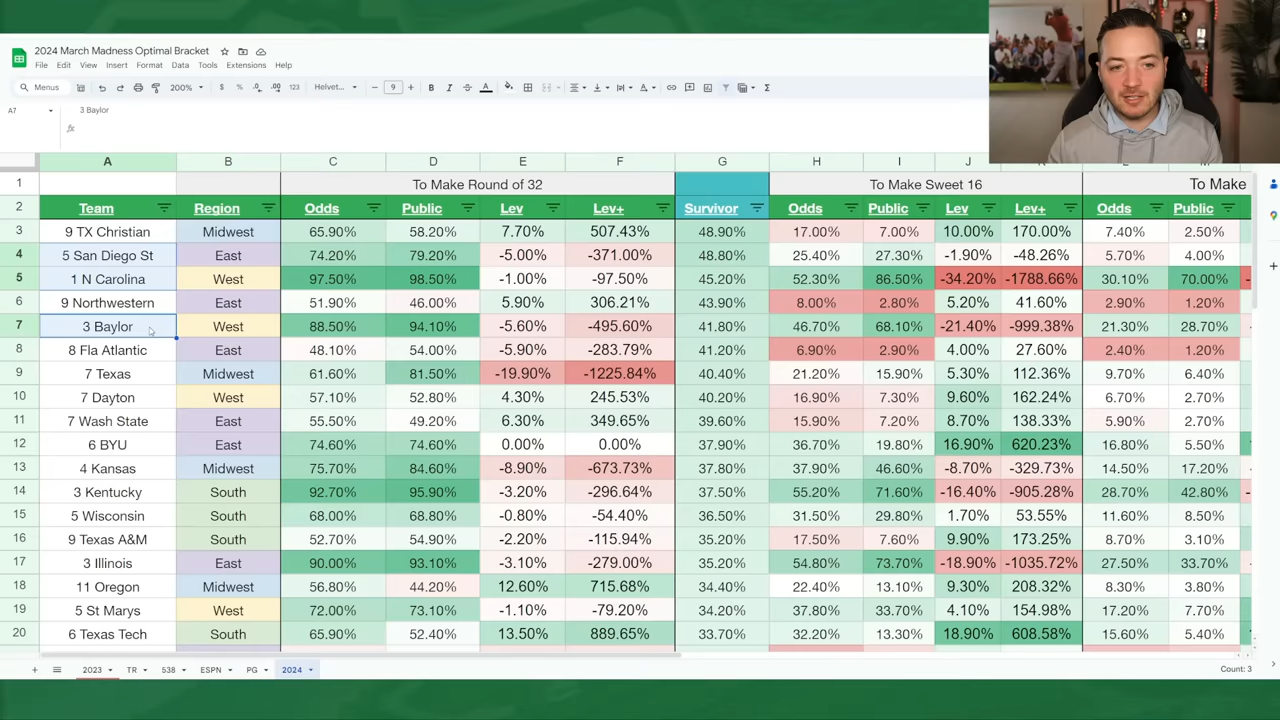 2024 March Madness Optimal Bracket
File Edit View Insert Format Data Tools Extensions Help
Menus 200% $ % .0 .00 123 Helvet... − 9 + B I A
A7 3 Baylor
fx
A B C D E F G H I J
1 To Make Round of 32 To Make Sweet 16 To Make
2 Team Region Odds Public Lev Lev+ Survivor Odds Public Lev Lev+ Odds Public
3 9 TX Christian Midwest 65.90% 58.20% 7.70% 507.43% 48.90% 17.00% 7.00% 10.00% 170.00% 7.40% 2.50%
4 5 San Diego St East 74.20% 79.20% -5.00% -371.00% 48.80% 25.40% 27.30% -1.90% -48.26% 5.70% 4.00%
5 1 N Carolina West 97.50% 98.50% -1.00% -97.50% 45.20% 52.30% 86.50% -34.20% -1788.66% 30.10% 70.00% -
6 9 Northwestern East 51.90% 46.00% 5.90% 306.21% 43.90% 8.00% 2.80% 5.20% 41.60% 2.90% 1.20%
7 3 Baylor West 88.50% 94.10% -5.60% -495.60% 41.80% 46.70% 68.10% -21.40% -999.38% 21.30% 28.70% -
8 8 Fla Atlantic East 48.10% 54.00% -5.90% -283.79% 41.20% 6.90% 2.90% 4.00% 27.60% 2.40% 1.20%
9 7 Texas Midwest 61.60% 81.50% -19.90% -1225.84% 40.40% 21.20% 15.90% 5.30% 112.36% 9.70% 6.40%
10 7 Dayton West 57.10% 52.80% 4.30% 245.53% 39.60% 16.90% 7.30% 9.60% 162.24% 6.70% 2.70%
11 7 Wash State East 55.50% 49.20% 6.30% 349.65% 39.60% 15.90% 7.20% 8.70% 138.33% 5.90% 2.70%
12 6 BYU East 74.60% 74.60% 0.00% 0.00% 37.90% 36.70% 19.80% 16.90% 620.23% 16.80% 5.50%
13 4 Kansas Midwest 75.70% 84.60% -8.90% -673.73% 37.80% 37.90% 46.60% -8.70% -329.73% 14.50% 17.20%
14 3 Kentucky South 92.70% 95.90% -3.20% -296.64% 37.50% 55.20% 71.60% -16.40% -905.28% 28.70% 42.80% -
15 5 Wisconsin South 68.00% 68.80% -0.80% -54.40% 36.50% 31.50% 29.80% 1.70% 53.55% 11.60% 8.50%
16 9 Texas A&M South 52.70% 54.90% -2.20% -115.94% 35.20% 17.50% 7.60% 9.90% 173.25% 8.70% 3.10%
17 3 Illinois East 90.00% 93.10% -3.10% -279.00% 35.20% 54.80% 73.70% -18.90% -1035.72% 27.50% 33.70% -
18 11 Oregon Midwest 56.80% 44.20% 12.60% 715.68% 34.40% 22.40% 13.10% 9.30% 208.32% 8.30% 3.80%
19 5 St Marys West 72.00% 73.10% -1.10% -79.20% 34.20% 37.80% 33.70% 4.10% 154.98% 17.20% 7.70%
20 6 Texas Tech South 65.90% 52.40% 13.50% 889.65% 33.70% 32.20% 13.30% 18.90% 608.58% 15.60% 5.40%
2023 TR 538 ESPN PG 2024 Count: 3